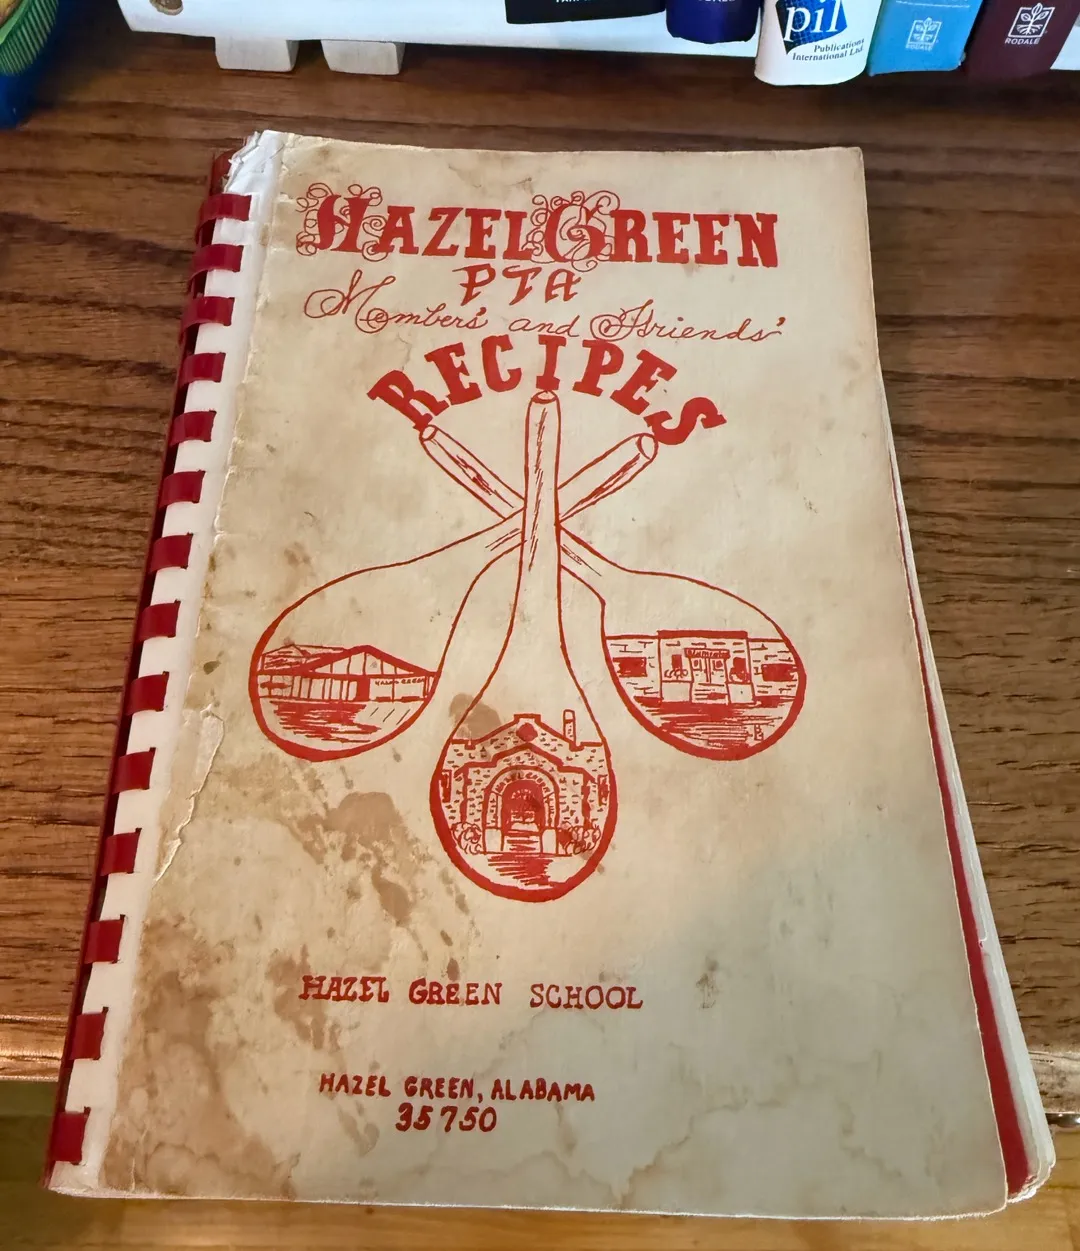 pil
Publications
International Ltd.
RODALE
HAZEL GREEN
PTA
Members' and Friends'
RECIPES
HAZEL GREEN SCHOOL
HAZEL GREEN, ALABAMA
35750